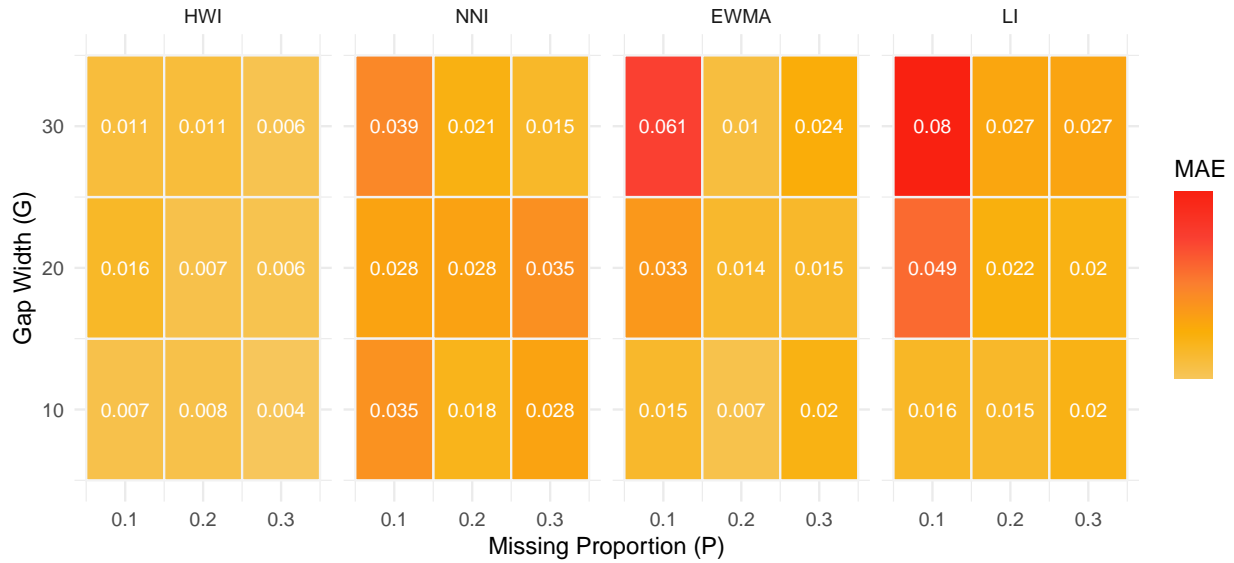 HWI NNI EWMA LI
30 0.011 0.011 0.006 0.039 0.021 0.015 0.061 0.01 0.024 0.08 0.027 0.027
MAE
Gap Width (G)
20 0.016 0.007 0.006 0.028 0.028 0.035 0.033 0.014 0.015 0.049 0.022 0.02
10 0.007 0.008 0.004 0.035 0.018 0.028 0.015 0.007 0.02 0.016 0.015 0.02
0.1 0.2 0.3 0.1 0.2 0.3 0.1 0.2 0.3 0.1 0.2 0.3
Missing Proportion (P)